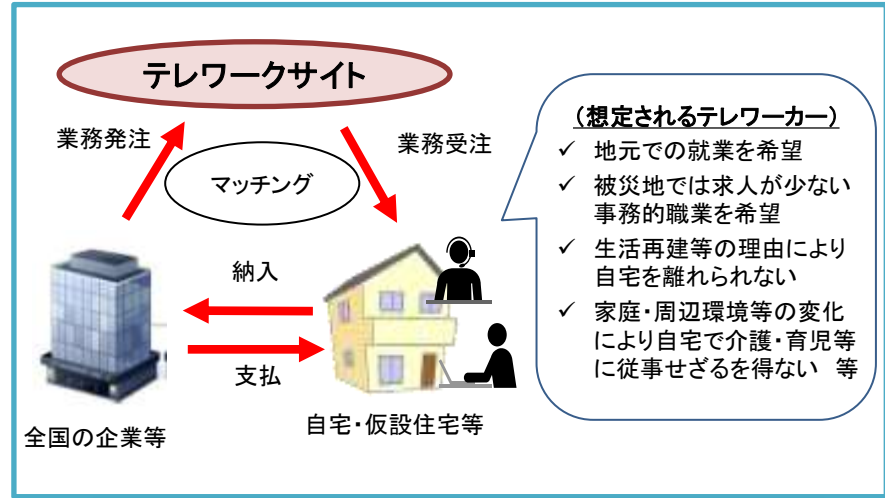 テレワークサイト
業務発注
業務受注
マッチング
納入
支払
全国の企業等
自宅・仮設住宅等
(想定されるテレワーカー)
✓ 地元での就業を希望
✓ 被災地では求人が少ない
事務的職業を希望
✓ 生活再建等の理由により
自宅を離れられない
✓ 家庭・周辺環境等の変化
により自宅で介護・育児等
に従事せざるを得ない 等